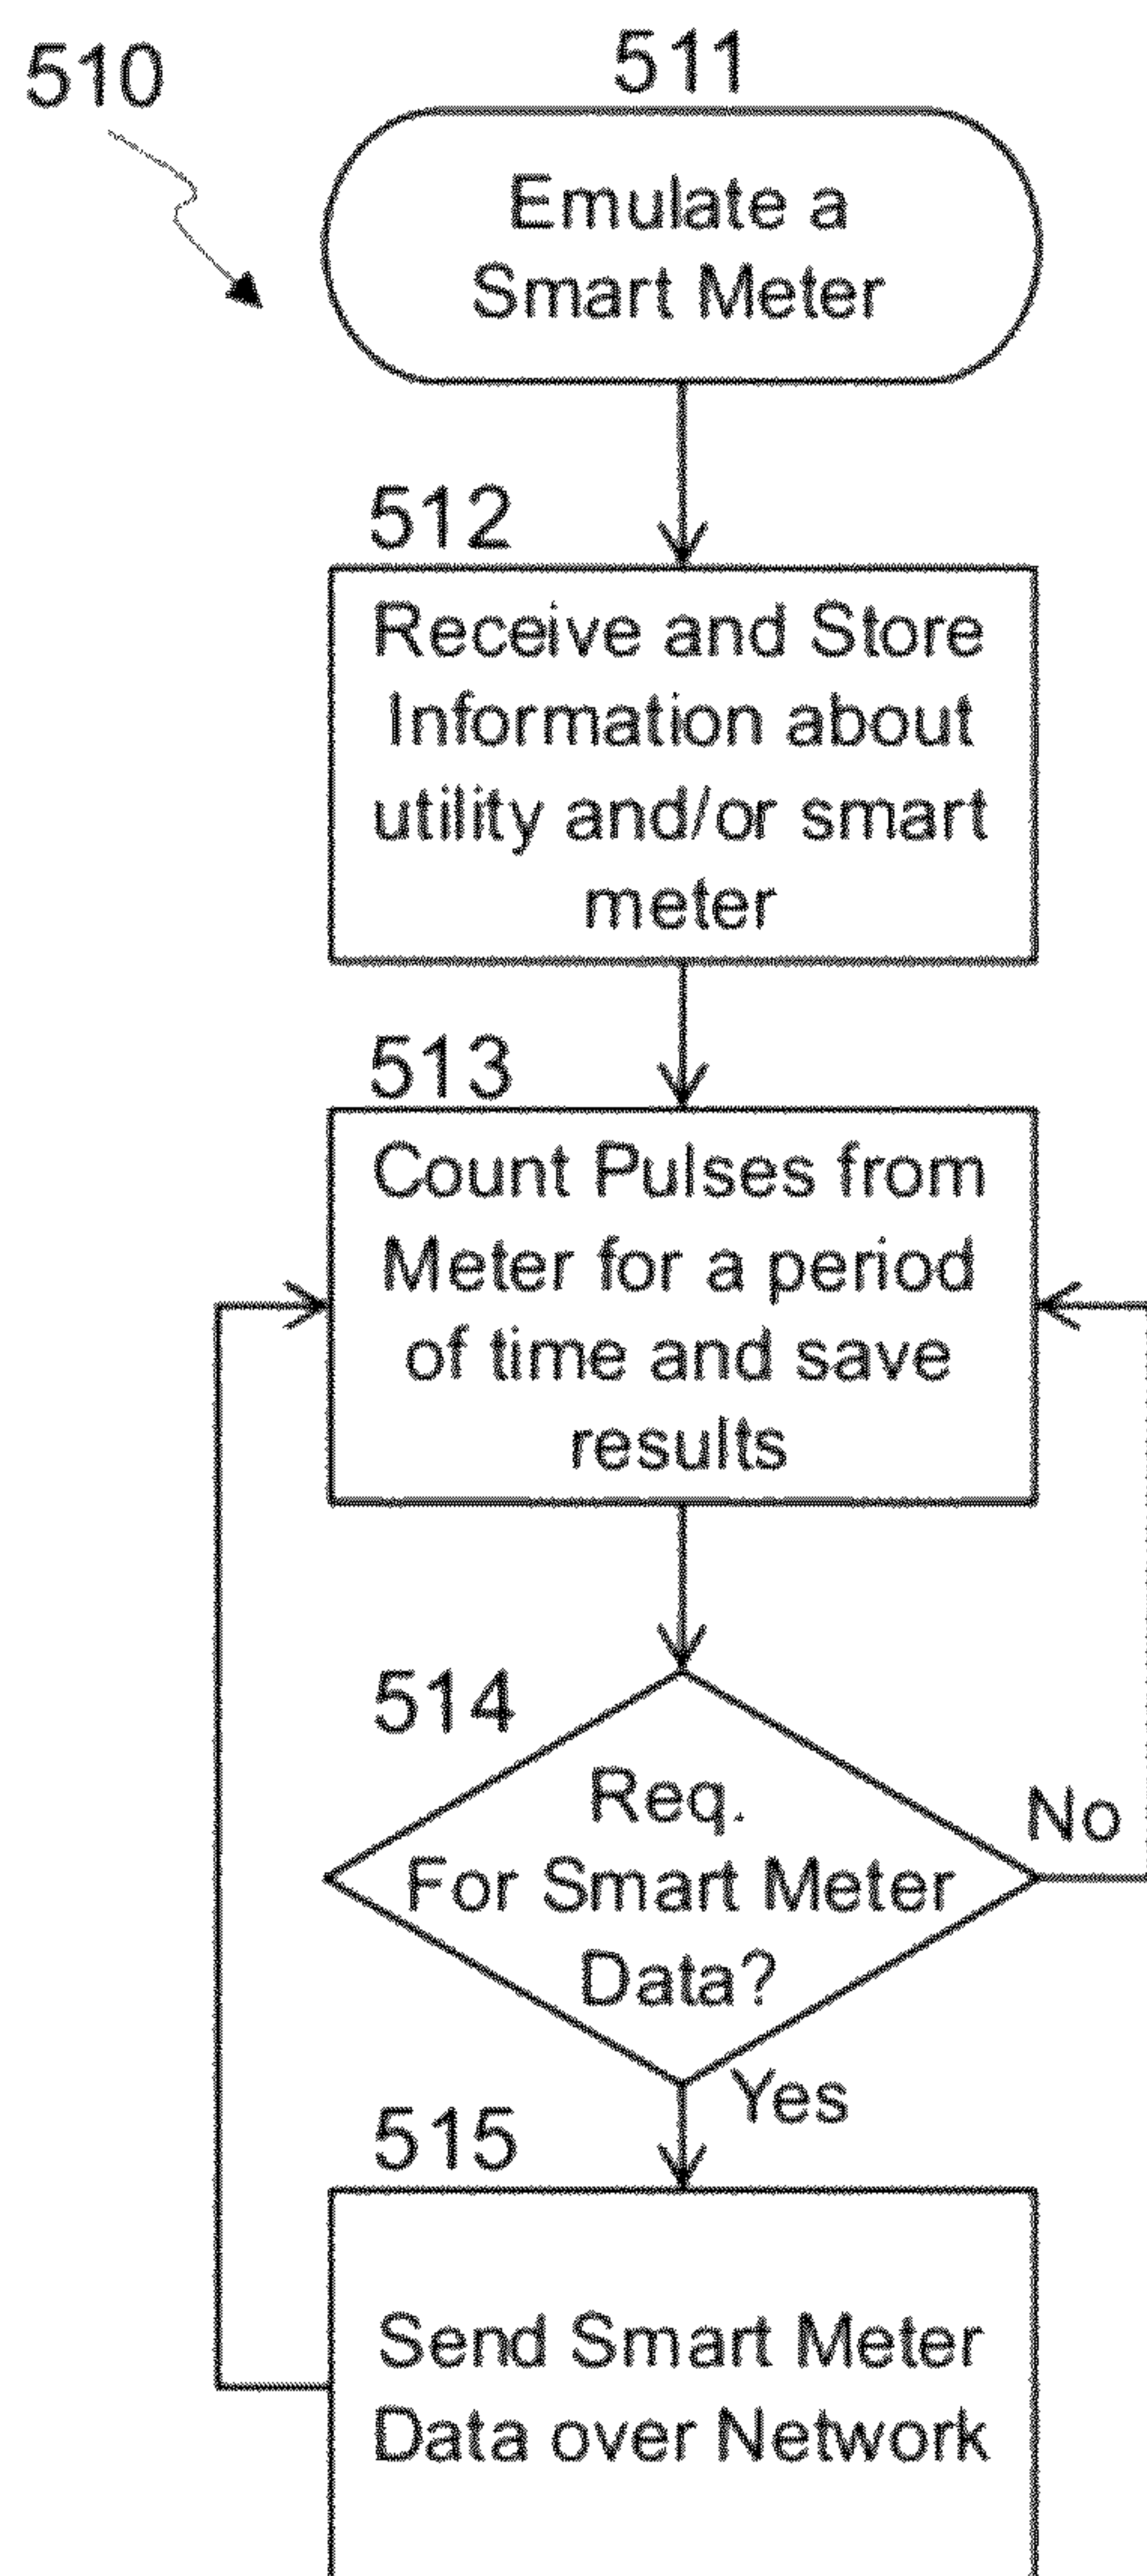 510
511
Emulate a
Smart Meter
512
Receive and Store
Information about
utility and/or smart
meter
513
Count Pulses from
Meter for a period
of time and save
results
514
Req.
For Smart Meter
Data?
No
Yes
515
Send Smart Meter
Data over Network